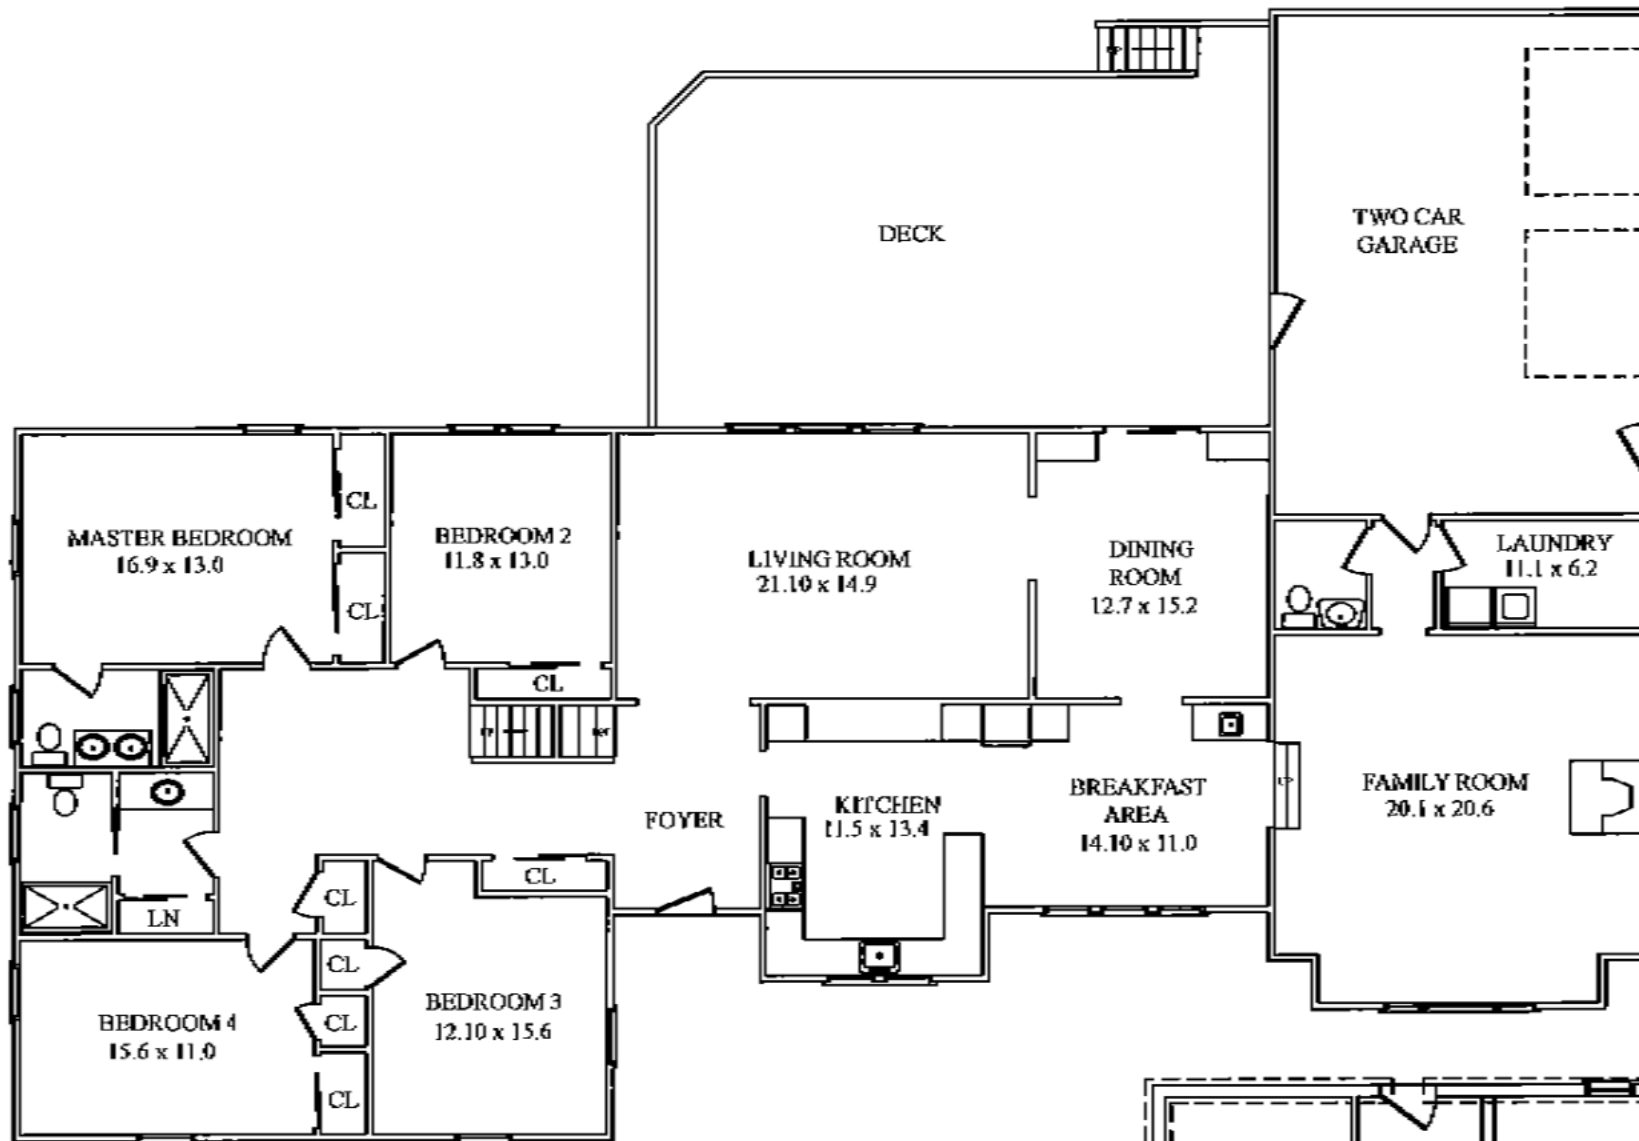 DECK
TWO CAR
GARAGE
MASTER BEDROOM
16.9 x 13.0
CL
CL
BEDROOM 2
11.8 x 13.0
CL
LIVING ROOM
21.10 x 14.9
DINING
ROOM
12.7 x 15.2
LAUNDRY
11.1 x 6.2
FOYER
KITCHEN
11.5 x 13.4
BREAKFAST
AREA
14.10 x 11.0
FAMILY ROOM
20.1 x 20.6
LN
CL
CL
CL
CL
CL
BEDROOM 3
12.10 x 15.6
BEDROOM 4
15.6 x 11.0